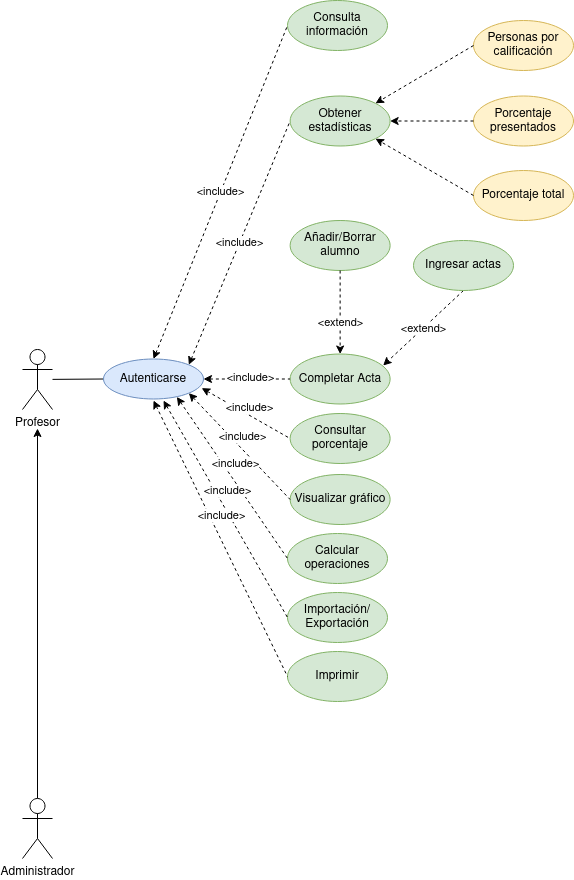 Consulta
información
Personas por
calificación
Obtener
estadísticas
Porcentaje
presentados
<include>
Porcentaje total
<include>
Añadir/Borrar
alumno
Ingresar actas
<extend>
<extend>
Autenticarse
<include>
Completar Acta
Profesor
<include>
Consultar
porcentaje
<include>
<include>
<include>
Visualizar gráfico
<include>
Calcular
operaciones
Importación/
Exportación
Imprimir
Administrador